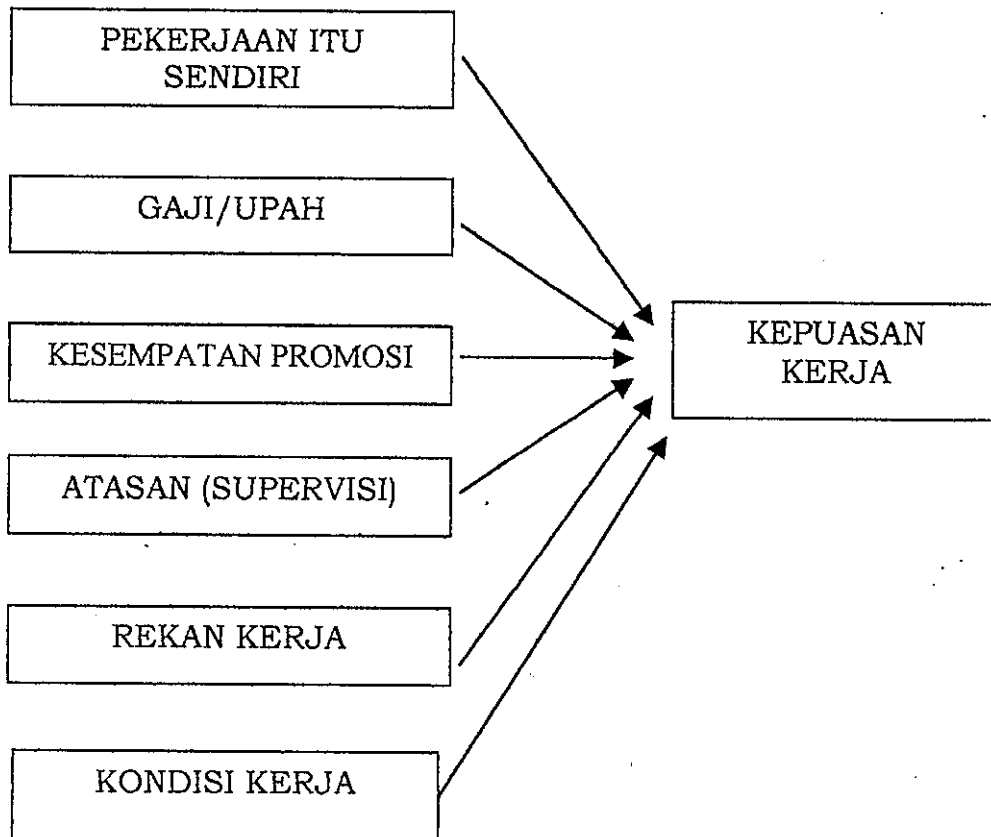 PEKERJAAN ITU
SENDIRI
GAJI/UPAH
KESEMPATAN PROMOSI
ATASAN (SUPERVISI)
REKAN KERJA
KONDISI KERJA
KEPUASAN
KERJA